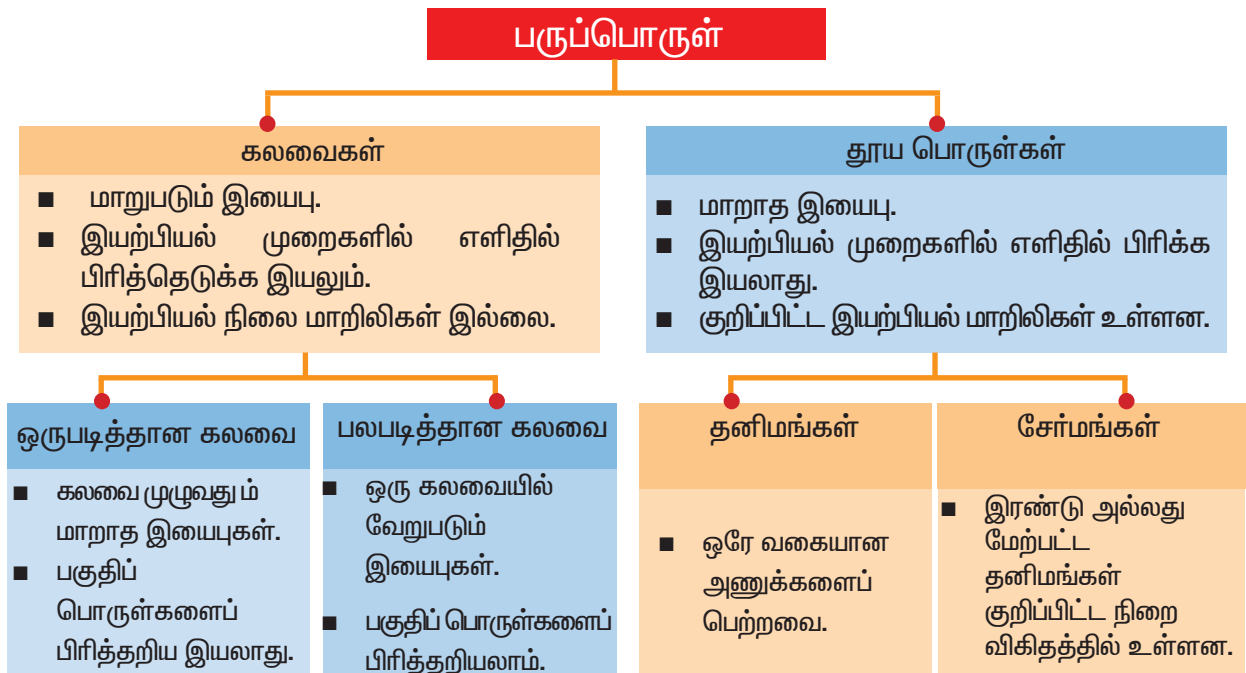 பருப்பொருள்
கலவைகள்
■ மாறுபடும் இயைபு.
■ இயற்பியல் முறைகளில் எளிதில்
பிரித்தெடுக்க இயலும்.
■ இயற்பியல் நிலை மாறிலிகள் இல்லை.
தூய பொருள்கள்
■ மாறாத இயைபு.
■ இயற்பியல் முறைகளில் எளிதில் பிரிக்க
இயலாது.
■ குறிப்பிட்ட இயற்பியல் மாறிலிகள் உள்ளன.
ஒருபடித்தான கலவை
■ கலவை முழுவதும்
மாறாத இயைபுகள்.
■ பகுதிப்
பொருள்களைப்
பிரித்தறிய இயலாது.
பலபடித்தான கலவை
■ ஒரு கலவையில்
வேறுபடும்
இயைபுகள்.
■ பகுதிப் பொருள்களைப்
பிரித்தறியலாம்.
தனிமங்கள்
■ ஒரே வகையான
அணுக்களைப்
பெற்றவை.
சேர்மங்கள்
■ இரண்டு அல்லது
மேற்பட்ட
தனிமங்கள்
குறிப்பிட்ட நிறை
விகிதத்தில் உள்ளன.